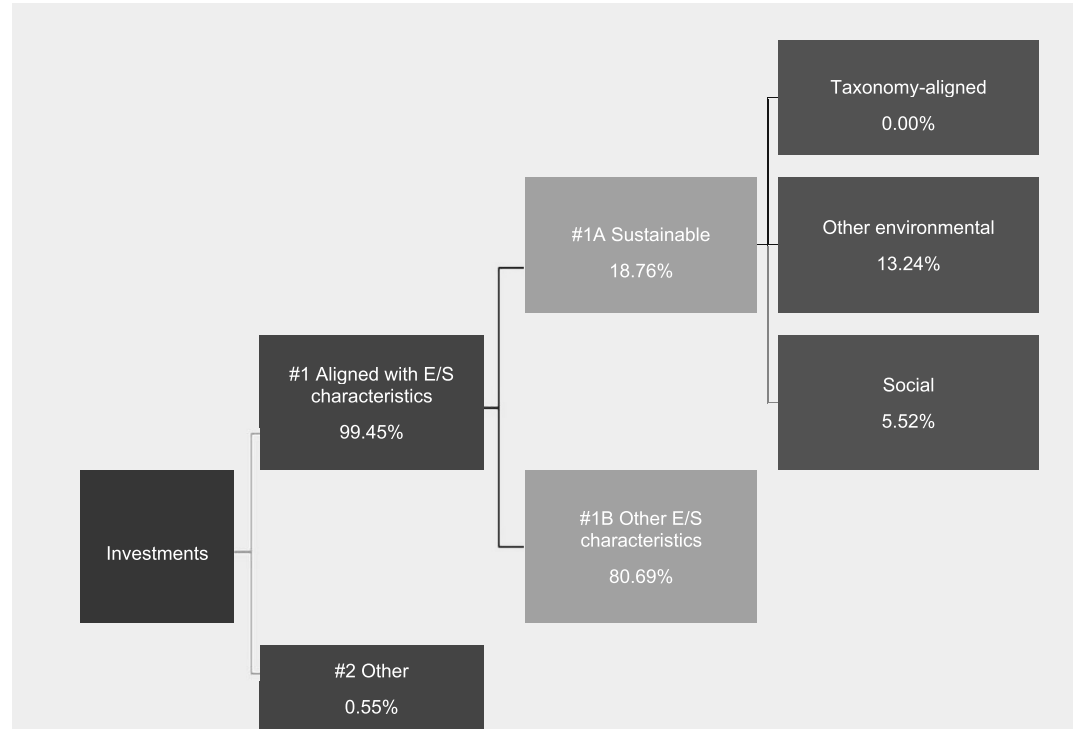 Taxonomy-aligned
0.00%
#1A Sustainable
18.76%
Other environmental
13.24%
#1 Aligned with E/S
characteristics
99.45%
Social
5.52%
Investments
#1B Other E/S
characteristics
80.69%
#2 Other
0.55%